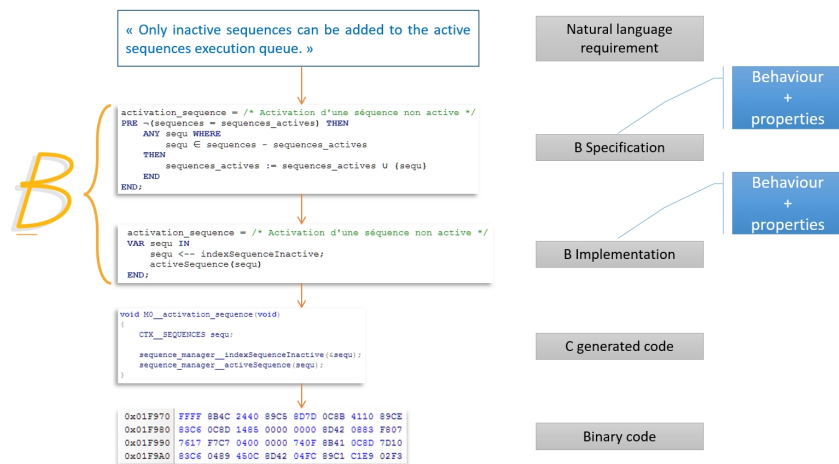 « Only inactive sequences can be added to the active
sequences execution queue. »
Natural language
requirement
Behaviour
+
properties
activation_sequence = /* Activation d'une séquence non active */
PRE ¬(sequences = sequences_actives) THEN
ANY sequ WHERE
sequ ∈ sequences - sequences_actives
THEN
sequences_actives := sequences_actives ∪ {sequ}
END
END;
B Specification
B
Behaviour
+
properties
activation_sequence = /* Activation d'une séquence non active */
VAR sequ IN
sequ <-- indexSequenceInactive;
activeSequence(sequ)
END;
B Implementation
void M0__activation_sequence(void)
{
CTX__SEQUENCES sequ;
sequence_manager__indexSequenceInactive(&sequ);
sequence_manager__activeSequence(sequ);
}
C generated code
0x01F970 FFFF 8B4C 2440 89C5 8D7D 0C8B 4110 89CE
0x01F980 83C6 0C8D 1485 0000 0000 8D42 0883 F807
0x01F990 7617 F7C7 0400 0000 740F 8B41 0C8D 7D10
0x01F9A0 83C6 0489 450C 8D42 04FC 89C1 C1E9 02F3
Binary code